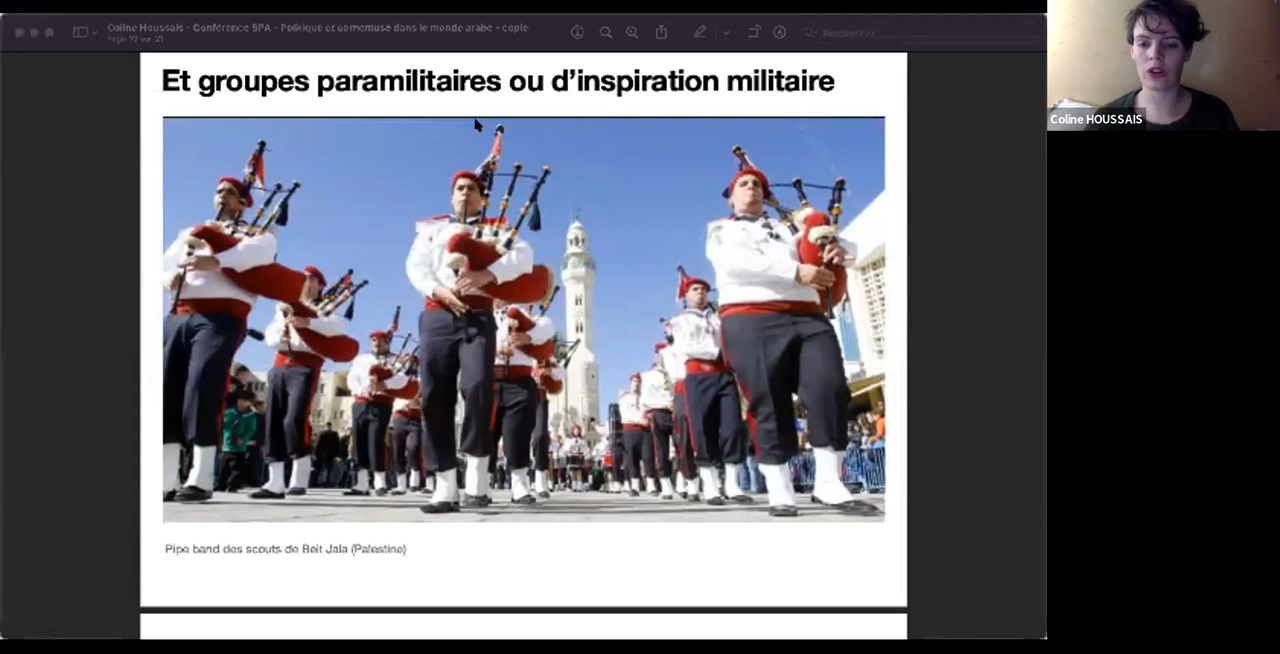 Coline Houssais - Conférence BPA - Politique et cornemuse dans le monde arabe - copie
Rechercher
Et groupes paramilitaires ou d'inspiration militaire
Coline HOUSSAIS
Pipe band des scouts de Beit Jala (Palestine)